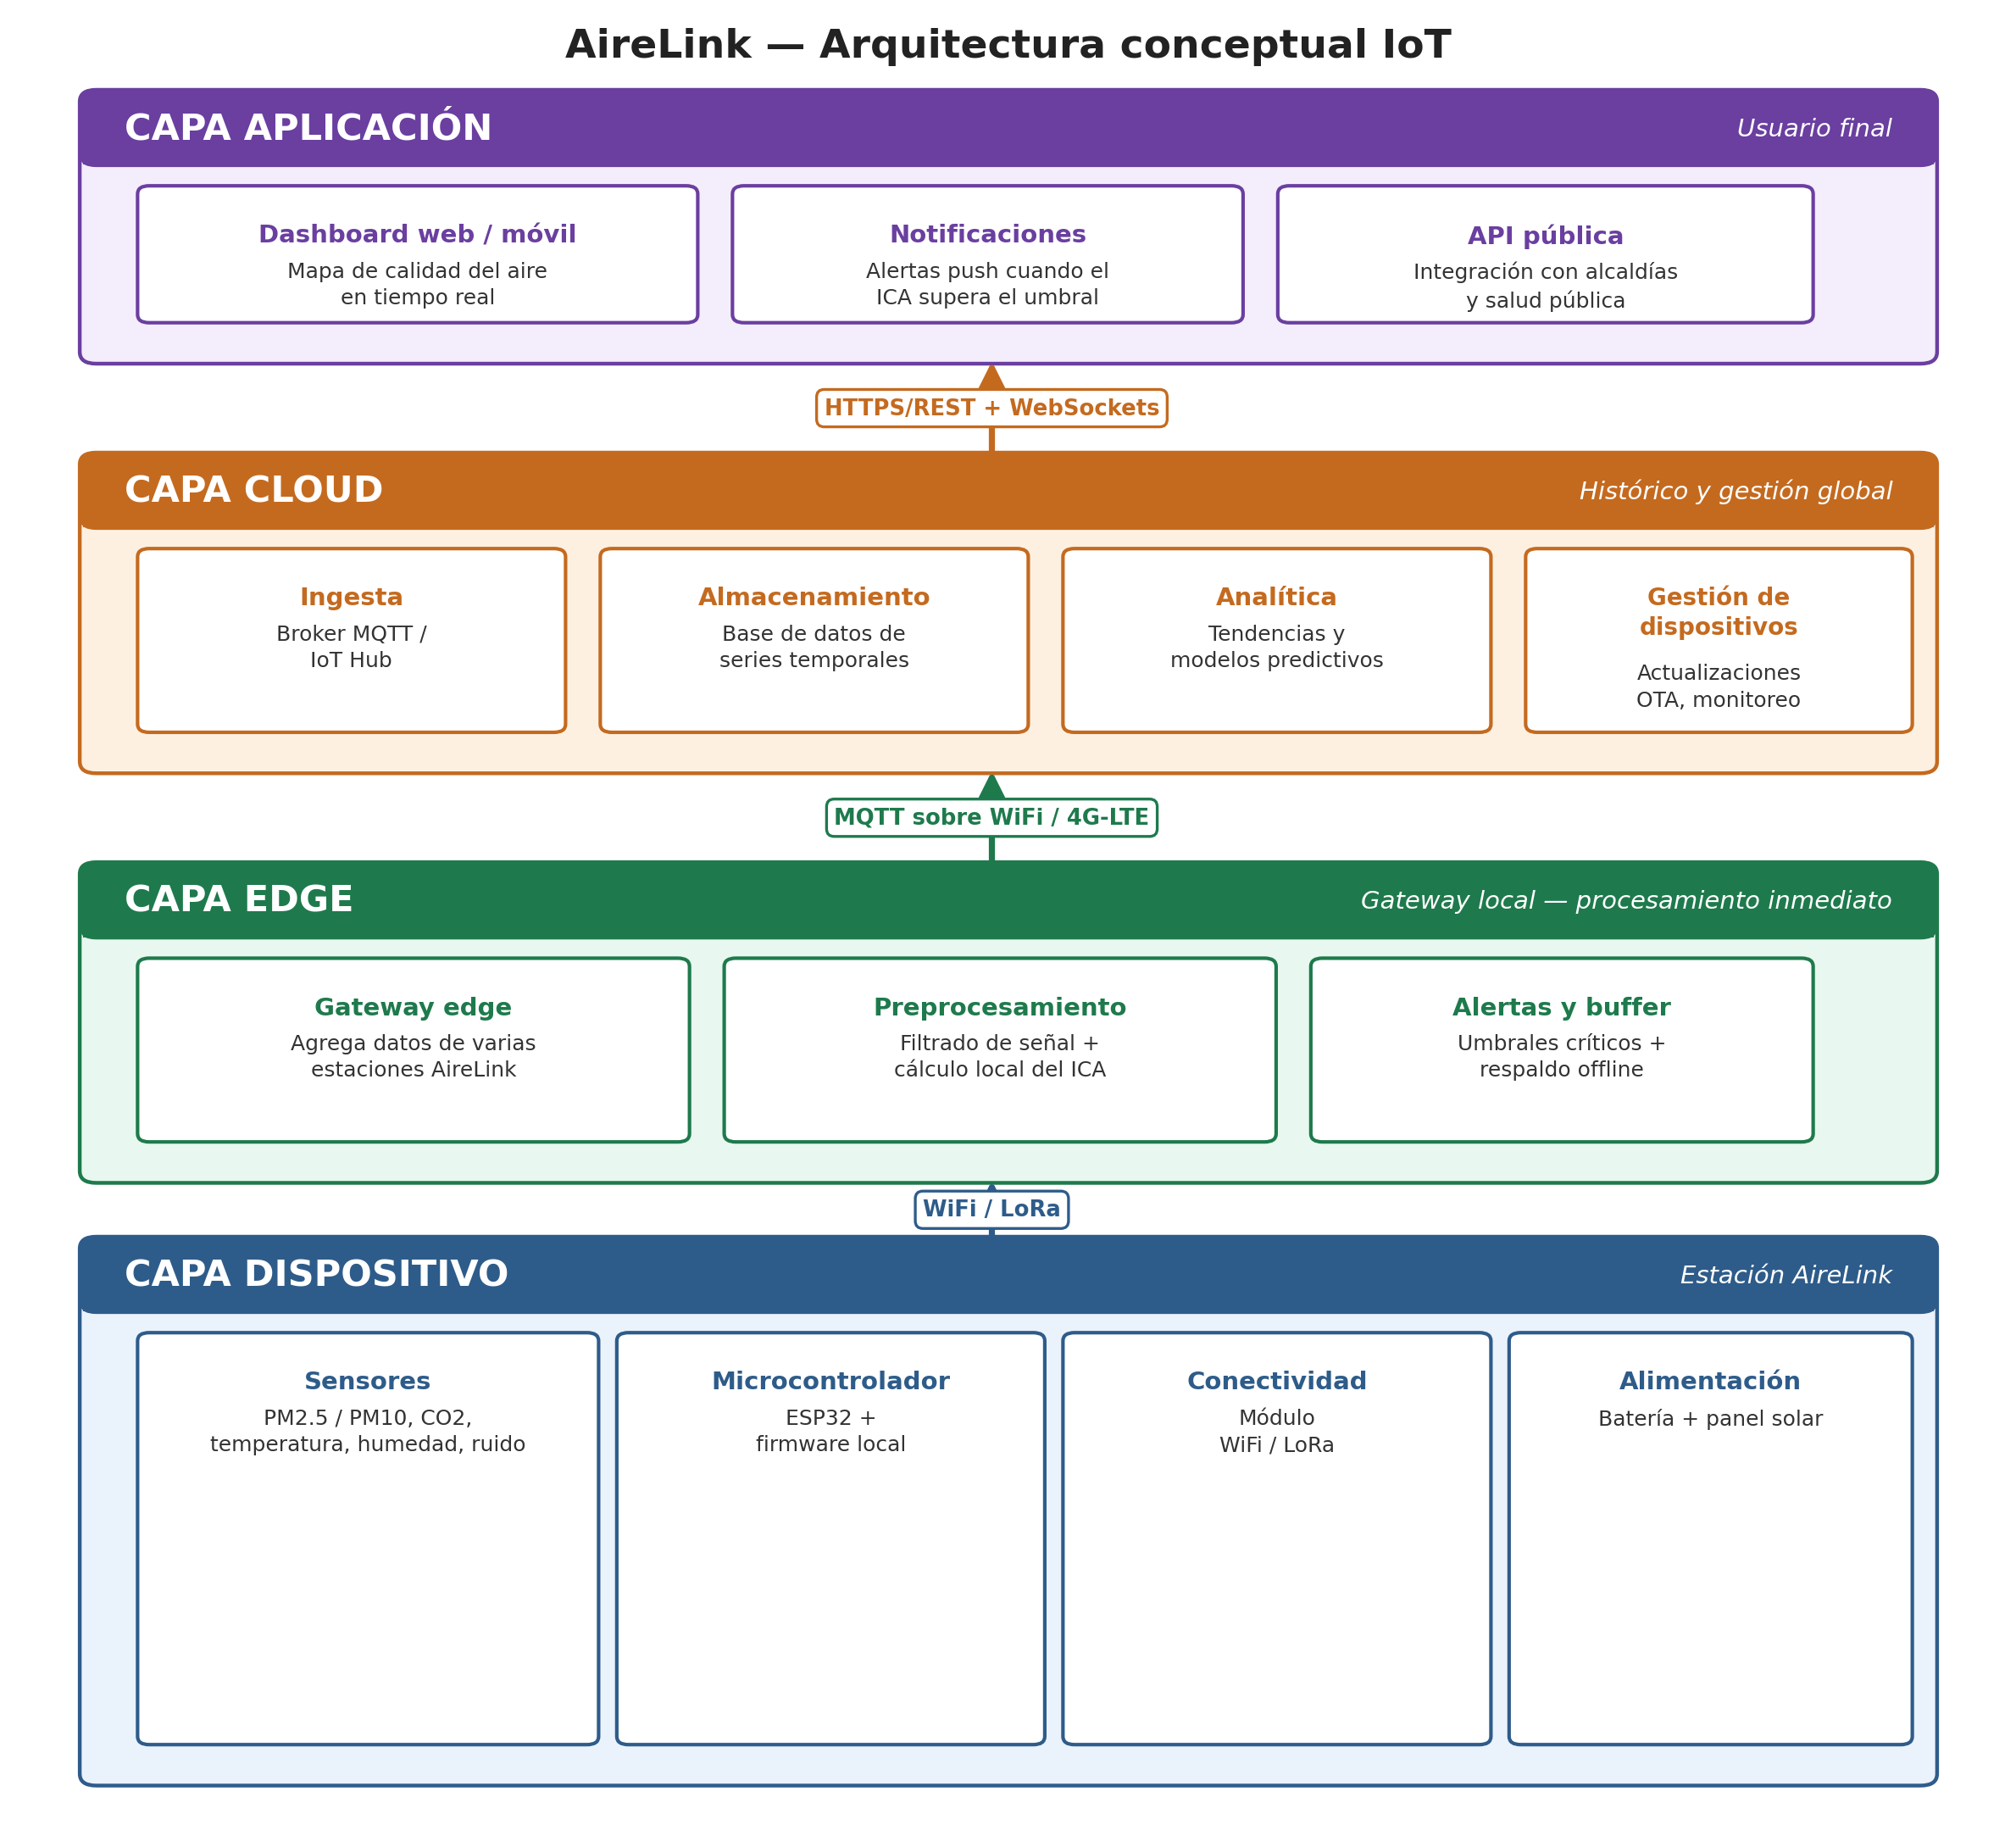 AireLink — Arquitectura conceptual IoT
CAPA APLICACIÓN
Usuario final
Dashboard web / móvil
Mapa de calidad del aire
en tiempo real
Notificaciones
Alertas push cuando el
ICA supera el umbral
API pública
Integración con alcaldías
y salud pública
HTTPS/REST + WebSockets
CAPA CLOUD
Histórico y gestión global
Ingesta
Broker MQTT /
IoT Hub
Almacenamiento
Base de datos de
series temporales
Analítica
Tendencias y
modelos predictivos
Gestión de
dispositivos
Actualizaciones
OTA, monitoreo
MQTT sobre WiFi / 4G-LTE
CAPA EDGE
Gateway local — procesamiento inmediato
Gateway edge
Agrega datos de varias
estaciones AireLink
Preprocesamiento
Filtrado de señal +
cálculo local del ICA
Alertas y buffer
Umbrales críticos +
respaldo offline
WiFi / LoRa
CAPA DISPOSITIVO
Estación AireLink
Sensores
PM2.5 / PM10, CO2,
temperatura, humedad, ruido
Microcontrolador
ESP32 +
firmware local
Conectividad
Módulo
WiFi / LoRa
Alimentación
Batería + panel solar